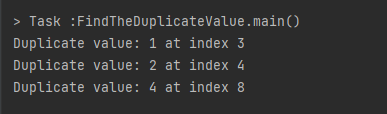 > Task :FindTheDuplicateValue.main()
Duplicate value: 1 at index 3
Duplicate value: 2 at index 4
Duplicate value: 4 at index 8